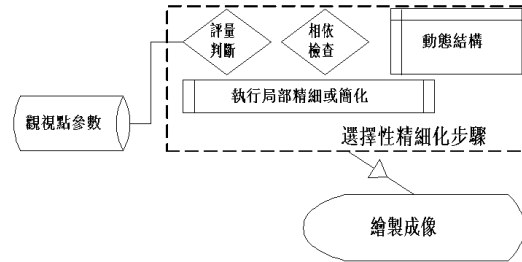 評量
判斷
相依
檢查
動態結構
執行局部精細或簡化
觀視點參數
選擇性精細化步驟
繪製成像